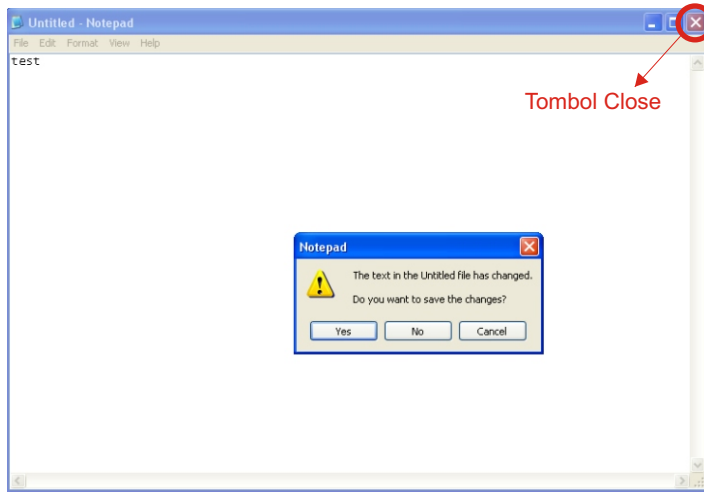 Untitled - Notepad
File Edit Format View Help
test
Tombol Close
Notepad
The text in the Untitled file has changed.
Do you want to save the changes?
Yes No Cancel